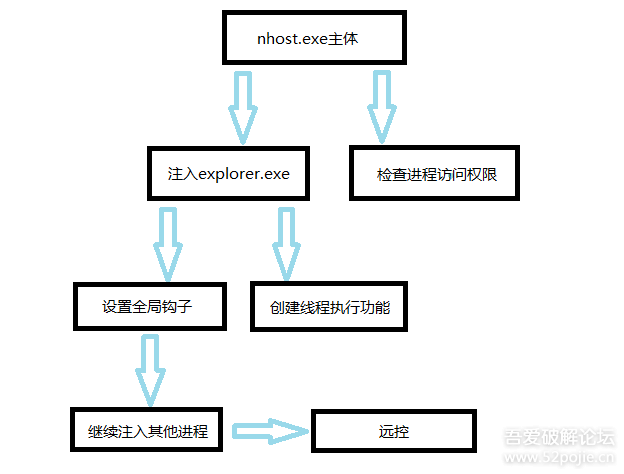 nhost.exe主体
注入explorer.exe
检查进程访问权限
设置全局钩子
创建线程执行功能
继续注入其他进程
远控
吾爱破解论坛
www.52pojie.cn